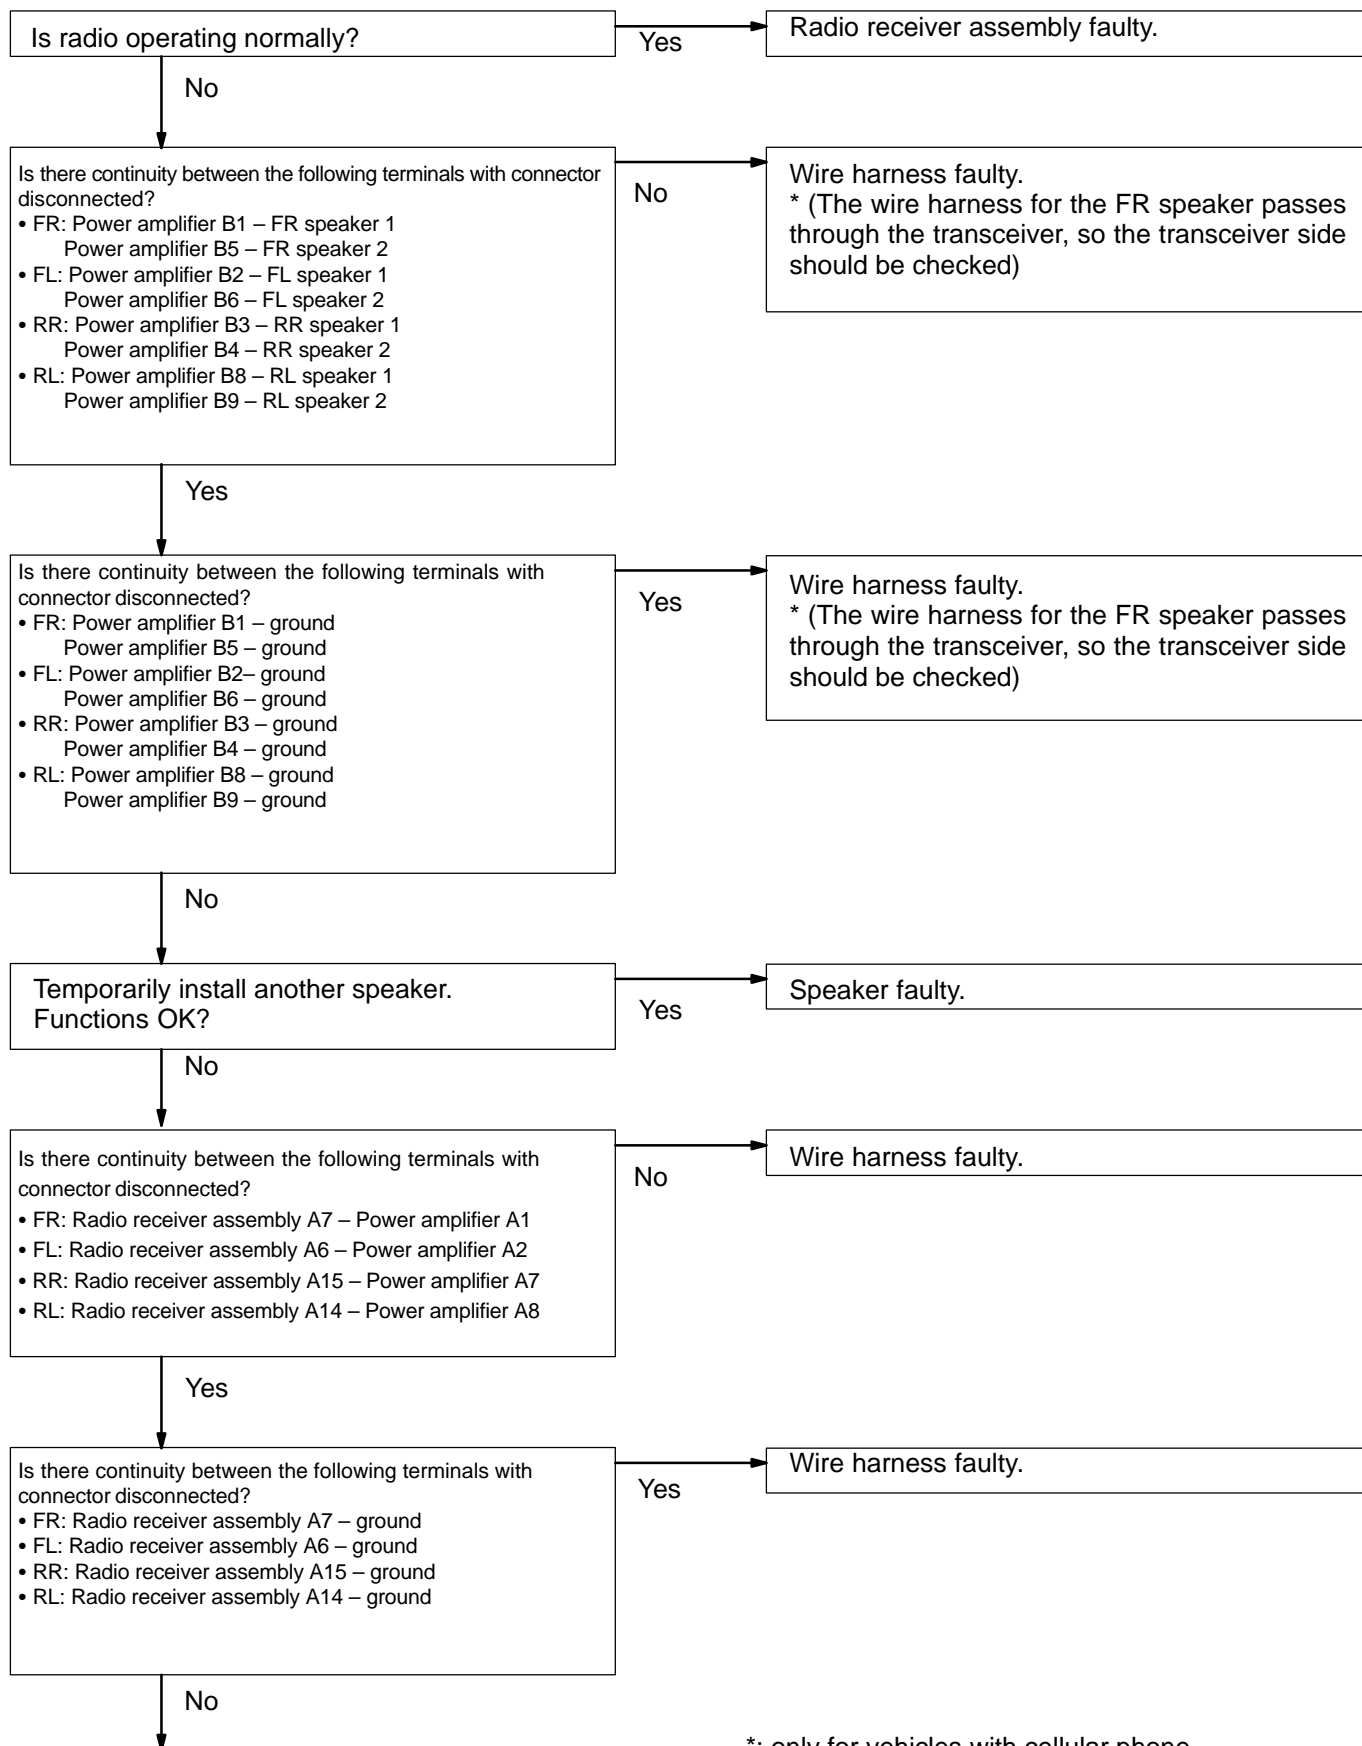 Is radio operating normally?
Yes
Radio receiver assembly faulty.
No
Is there continuity between the following terminals with connector
disconnected?
• FR: Power amplifier B1 – FR speaker 1
Power amplifier B5 – FR speaker 2
• FL: Power amplifier B2 – FL speaker 1
Power amplifier B6 – FL speaker 2
• RR: Power amplifier B3 – RR speaker 1
Power amplifier B4 – RR speaker 2
• RL: Power amplifier B8 – RL speaker 1
Power amplifier B9 – RL speaker 2
No
Wire harness faulty.
* (The wire harness for the FR speaker passes
through the transceiver, so the transceiver side
should be checked)
Yes
Is there continuity between the following terminals with
connector disconnected?
• FR: Power amplifier B1 – ground
Power amplifier B5 – ground
• FL: Power amplifier B2– ground
Power amplifier B6 – ground
• RR: Power amplifier B3 – ground
Power amplifier B4 – ground
• RL: Power amplifier B8 – ground
Power amplifier B9 – ground
Yes
Wire harness faulty.
* (The wire harness for the FR speaker passes
through the transceiver, so the transceiver side
should be checked)
No
Temporarily install another speaker.
Functions OK?
Yes
Speaker faulty.
No
Is there continuity between the following terminals with
connector disconnected?
• FR: Radio receiver assembly A7 – Power amplifier A1
• FL: Radio receiver assembly A6 – Power amplifier A2
• RR: Radio receiver assembly A15 – Power amplifier A7
• RL: Radio receiver assembly A14 – Power amplifier A8
No
Wire harness faulty.
Yes
Is there continuity between the following terminals with
connector disconnected?
• FR: Radio receiver assembly A7 – ground
• FL: Radio receiver assembly A6 – ground
• RR: Radio receiver assembly A15 – ground
• RL: Radio receiver assembly A14 – ground
Yes
Wire harness faulty.
No
*: only for vehicles with cellular phone